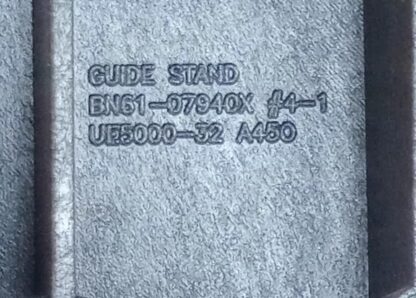 GUIDE STAND
BN61-07940X #4-1
UE5000-32 A450